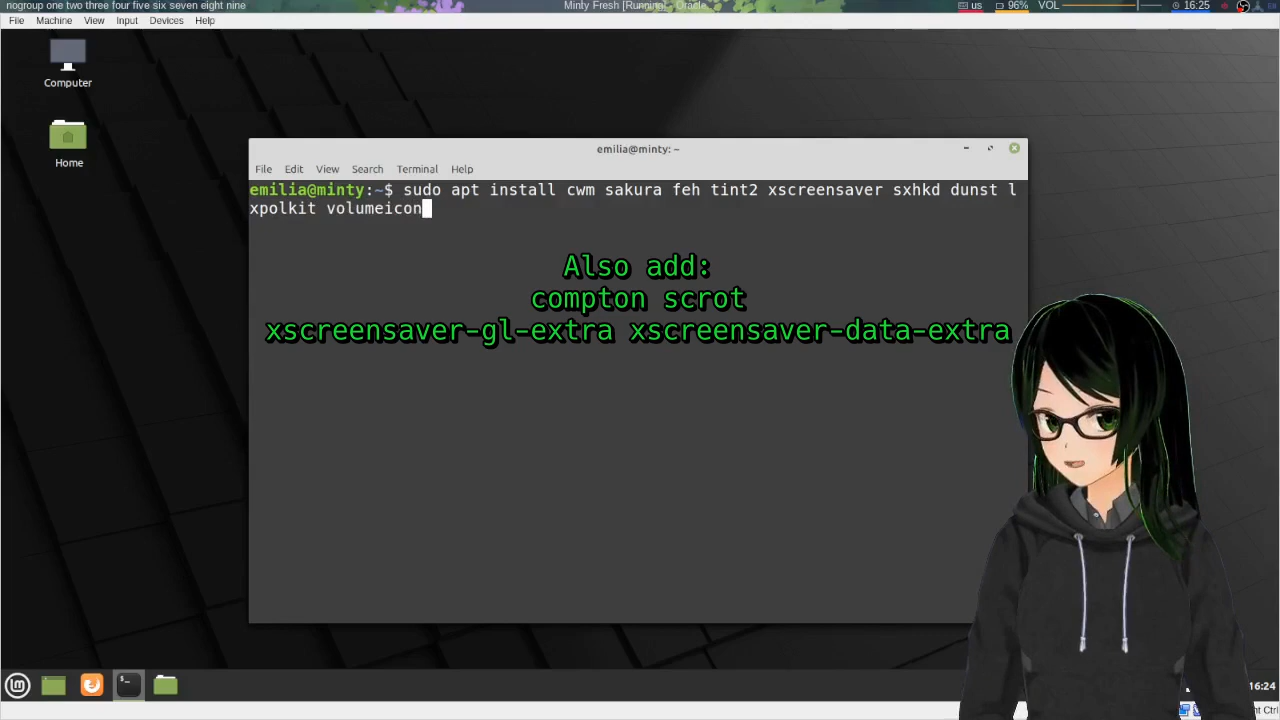 nogroup one two three four five six seven eight nine
Minty Fresh [Running] - Oracle
us
96%
VOL
16:25
File Machine View Input Devices Help
Computer
Home
emilia@minty: ~
File Edit View Search Terminal Help
emilia@minty:~$ sudo apt install cwm sakura feh tint2 xscreensaver sxhkd dunst l
xpolkit volumeicon
Also add:
compton scrot
xscreensaver-gl-extra xscreensaver-data-extra
16:24
Ctrl